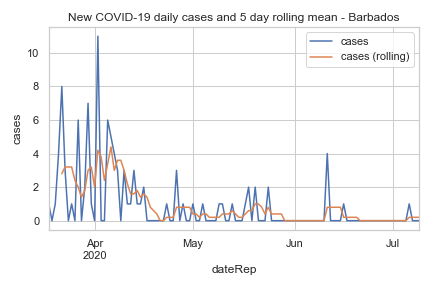 New COVID-19 daily cases and 5 day rolling mean - Barbados
cases
cases (rolling)
10
8
6
4
2
0
cases
Apr
2020
May
Jun
Jul
dateRep